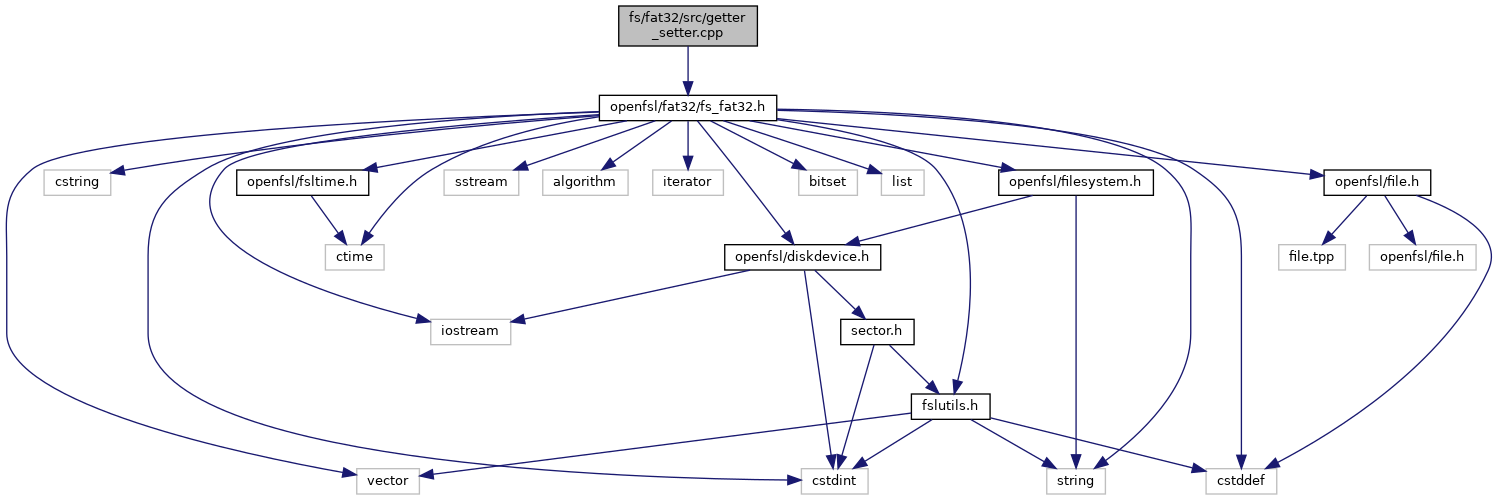 fs/fat32/src/getter
_setter.cpp
openfsl/fat32/fs_fat32.h
cstring
openfsl/fsltime.h
sstream
algorithm
iterator
bitset
list
openfsl/filesystem.h
openfsl/file.h
ctime
openfsl/diskdevice.h
file.tpp
openfsl/file.h
iostream
sector.h
fslutils.h
vector
cstdint
string
cstddef